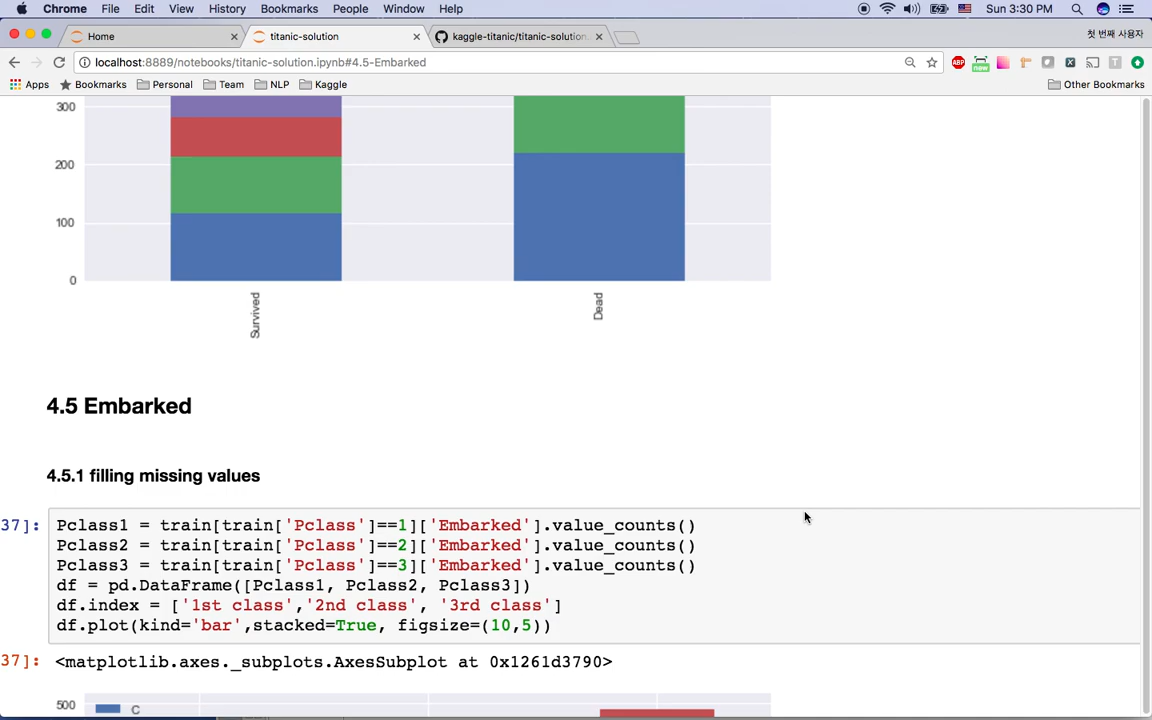 Chrome File Edit View History Bookmarks People Window Help Sun 3:30 PM
Home titanic-solution kaggle-titanic/titanic-solution. 첫 번째 사용자
localhost:8889/notebooks/titanic-solution.ipynb#4.5-Embarked ABP new
Apps Bookmarks Personal Team NLP Kaggle Other Bookmarks
300
200
100
0
Survived
Dead
4.5 Embarked
4.5.1 filling missing values
37]: Pclass1 = train[train['Pclass']==1]['Embarked'].value_counts()
Pclass2 = train[train['Pclass']==2]['Embarked'].value_counts()
Pclass3 = train[train['Pclass']==3]['Embarked'].value_counts()
df = pd.DataFrame([Pclass1, Pclass2, Pclass3])
df.index = ['1st class','2nd class', '3rd class']
df.plot(kind='bar',stacked=True, figsize=(10,5))
37]: <matplotlib.axes._subplots.AxesSubplot at 0x1261d3790>
500
C